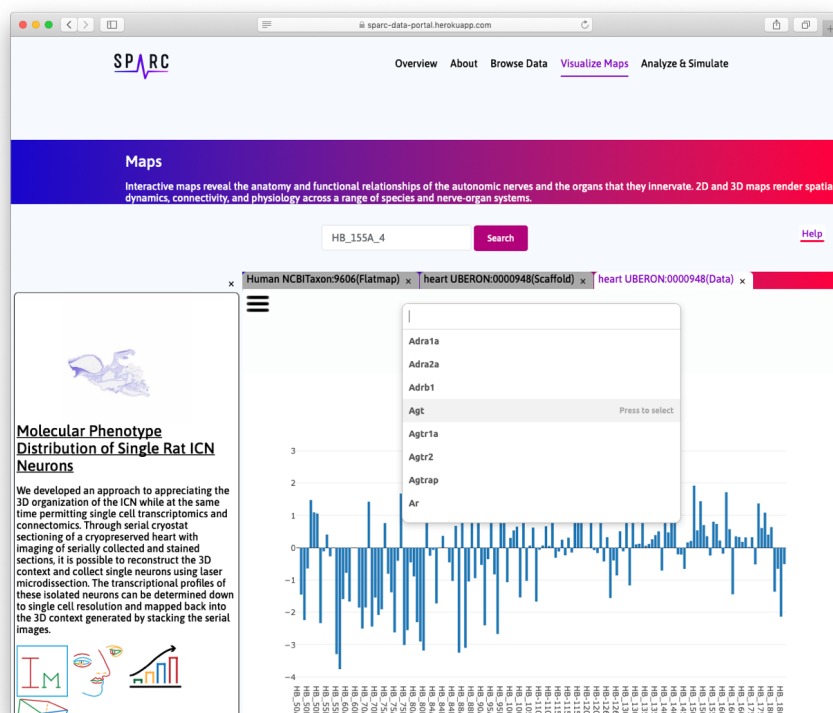 sparc-data-portal.herokuapp.com
SPARC
Overview About Browse Data Visualize Maps Analyze & Simulate
Maps
Interactive maps reveal the anatomy and functional relationships of the autonomic nerves and the organs that they innervate. 2D and 3D maps render spatia
dynamics, connectivity, and physiology across a range of species and nerve-organ systems.
HB_155A_4
Search
Help
Human NCBITaxon:9606(Flatmap) x heart UBERON:0000948(Scaffold) x heart UBERON:0000948(Data) x
x
Molecular Phenotype
Distribution of Single Rat ICN
Neurons
We developed an approach to appreciating the
3D organization of the ICN while at the same
time permitting single cell transcriptomics and
connectomics. Through serial cryostat
sectioning of a cryopreserved heart with
imaging of serially collected and stained
sections, it is possible to reconstruct the 3D
context and collect single neurons using laser
microdissection. The transcriptional profiles of
these isolated neurons can be determined down
to single cell resolution and mapped back into
the 3D context generated by stacking the serial
images.
IM
Adra1a
Adra2a
Adrb1
Agt Press to select
Agtr1a
Agtr2
Agtrap
Ar
3
2
1
0
−1
−2
−3
−4